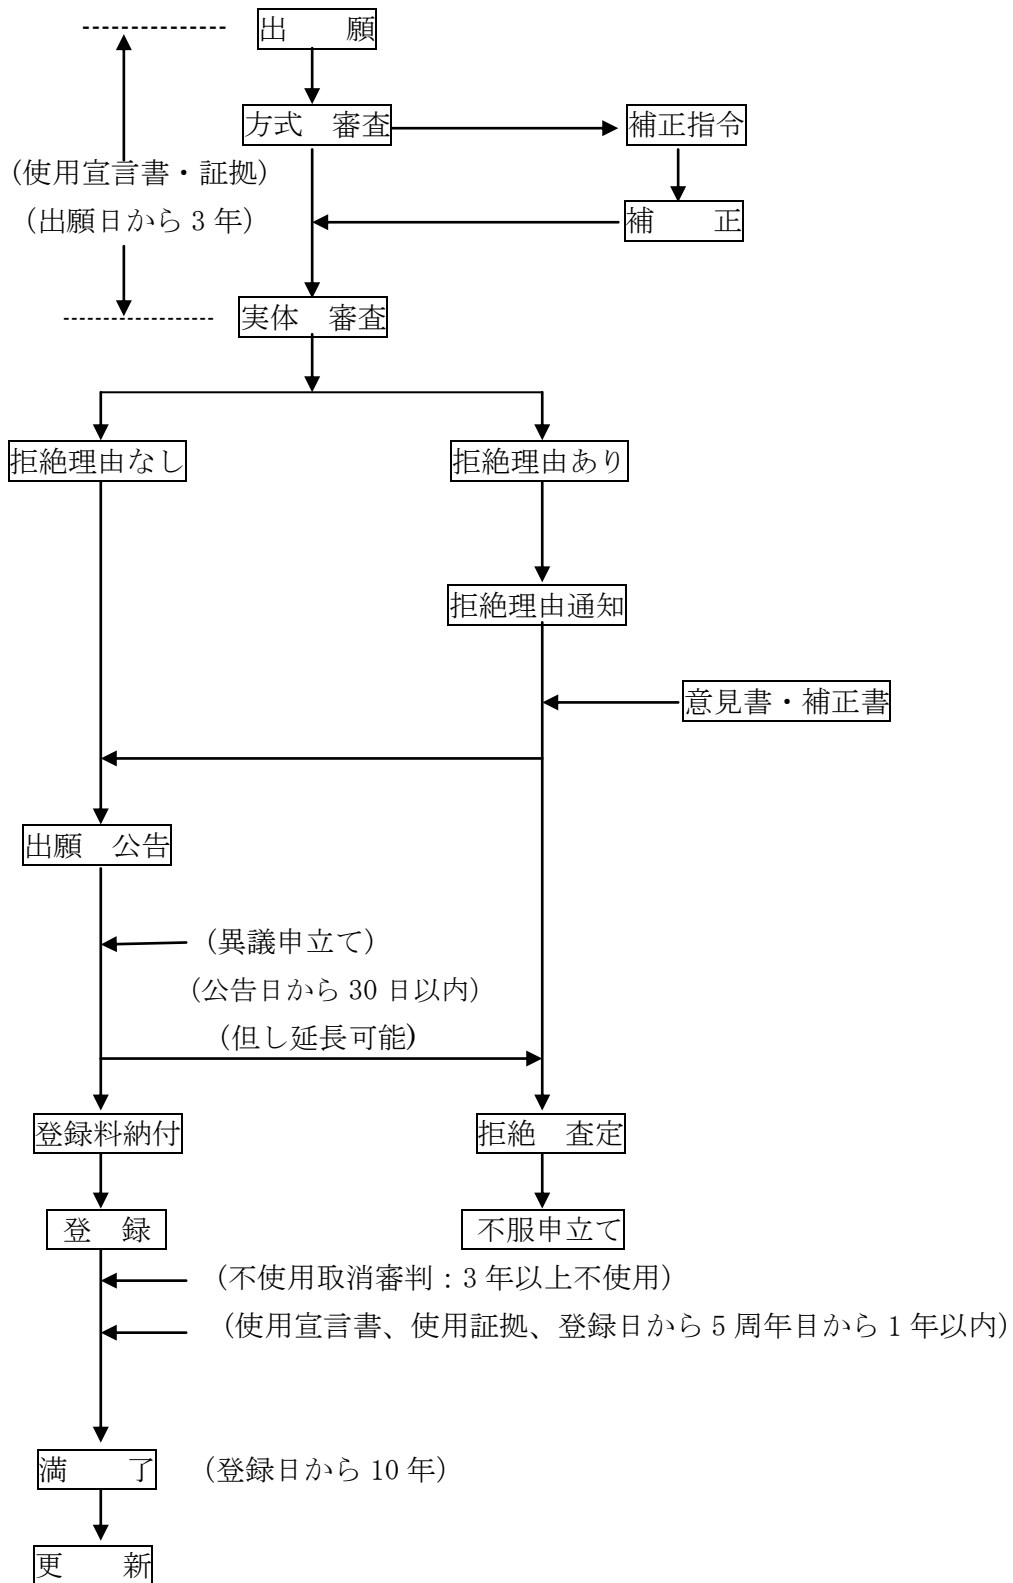 出　　願
方式　審査
補正指令
(使用宣言書・証拠)
(出願日から 3 年)
補　　正
実体　審査
拒絶理由なし
拒絶理由あり
拒絶理由通知
意見書・補正書
出願　公告
(異議申立て)
(公告日から 30 日以内)
(但し延長可能)
登録料納付
拒絶　査定
登　録
不服申立て
(不使用取消審判：3 年以上不使用)
(使用宣言書、使用証拠、登録日から 5 周年目から 1 年以内)
満　　了
(登録日から 10 年)
更　　新